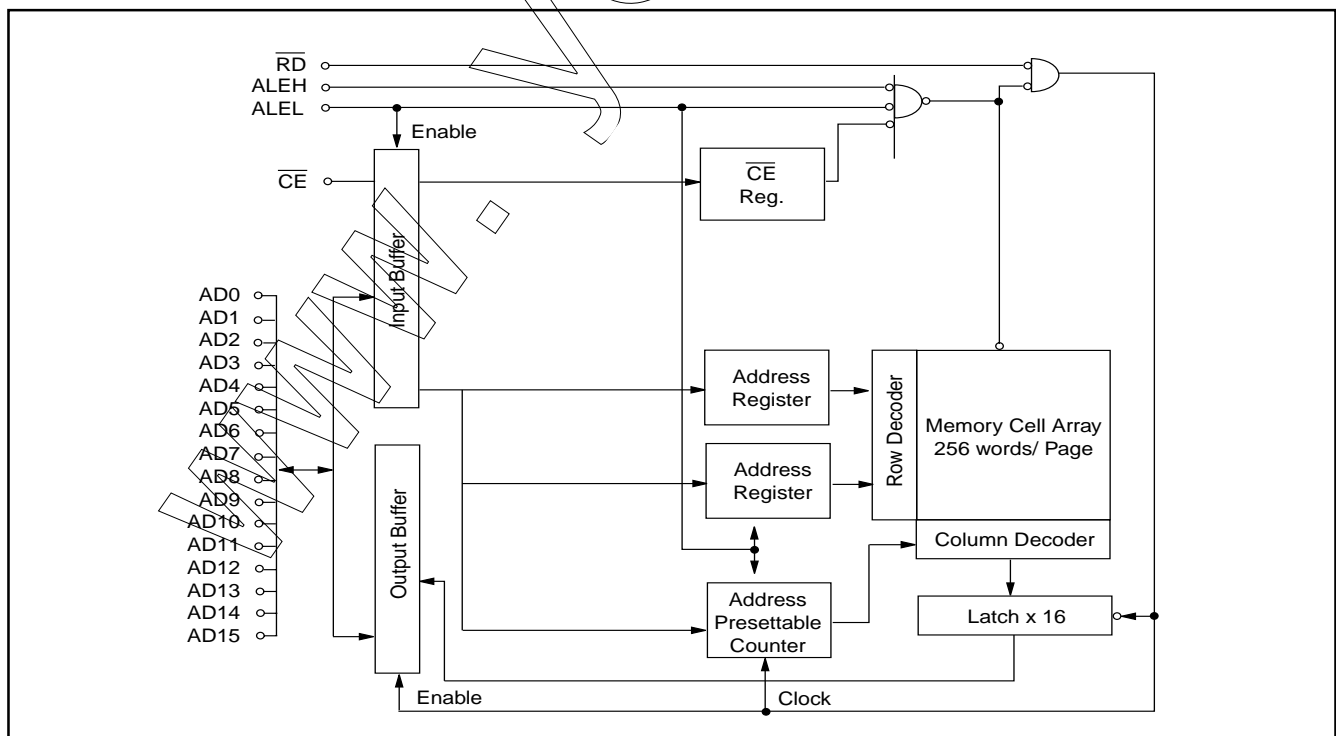 RD
ALEH
ALEL
Enable
CE
CE
Reg.
Input Buffer
AD0
AD1
AD2
AD3
AD4
AD5
AD6
AD7
AD8
AD9
AD10
AD11
AD12
AD13
AD14
AD15
Address
Register
Row Decoder
Memory Cell Array
256 words/ Page
Address
Register
Column Decoder
Output Buffer
Address
Presettable
Counter
Latch x 16
Enable
Clock